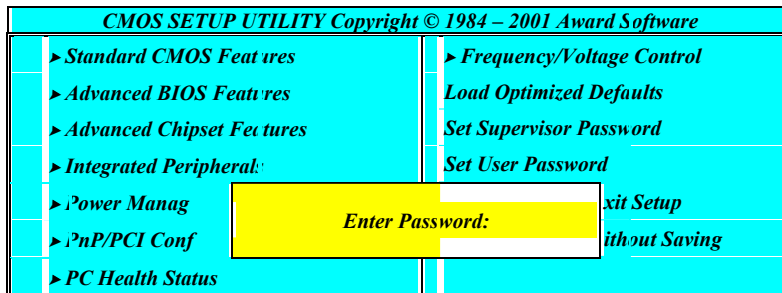 CMOS SETUP UTILITY Copyright © 1984 – 2001 Award Software
➤ Standard CMOS Features
➤ Advanced BIOS Features
➤ Advanced Chipset Features
➤ Integrated Peripherals
➤ Power Manag
➤ PnP/PCI Conf
➤ PC Health Status
➤ Frequency/Voltage Control
Load Optimized Defaults
Set Supervisor Password
Set User Password
xit Setup
ithout Saving
Enter Password: